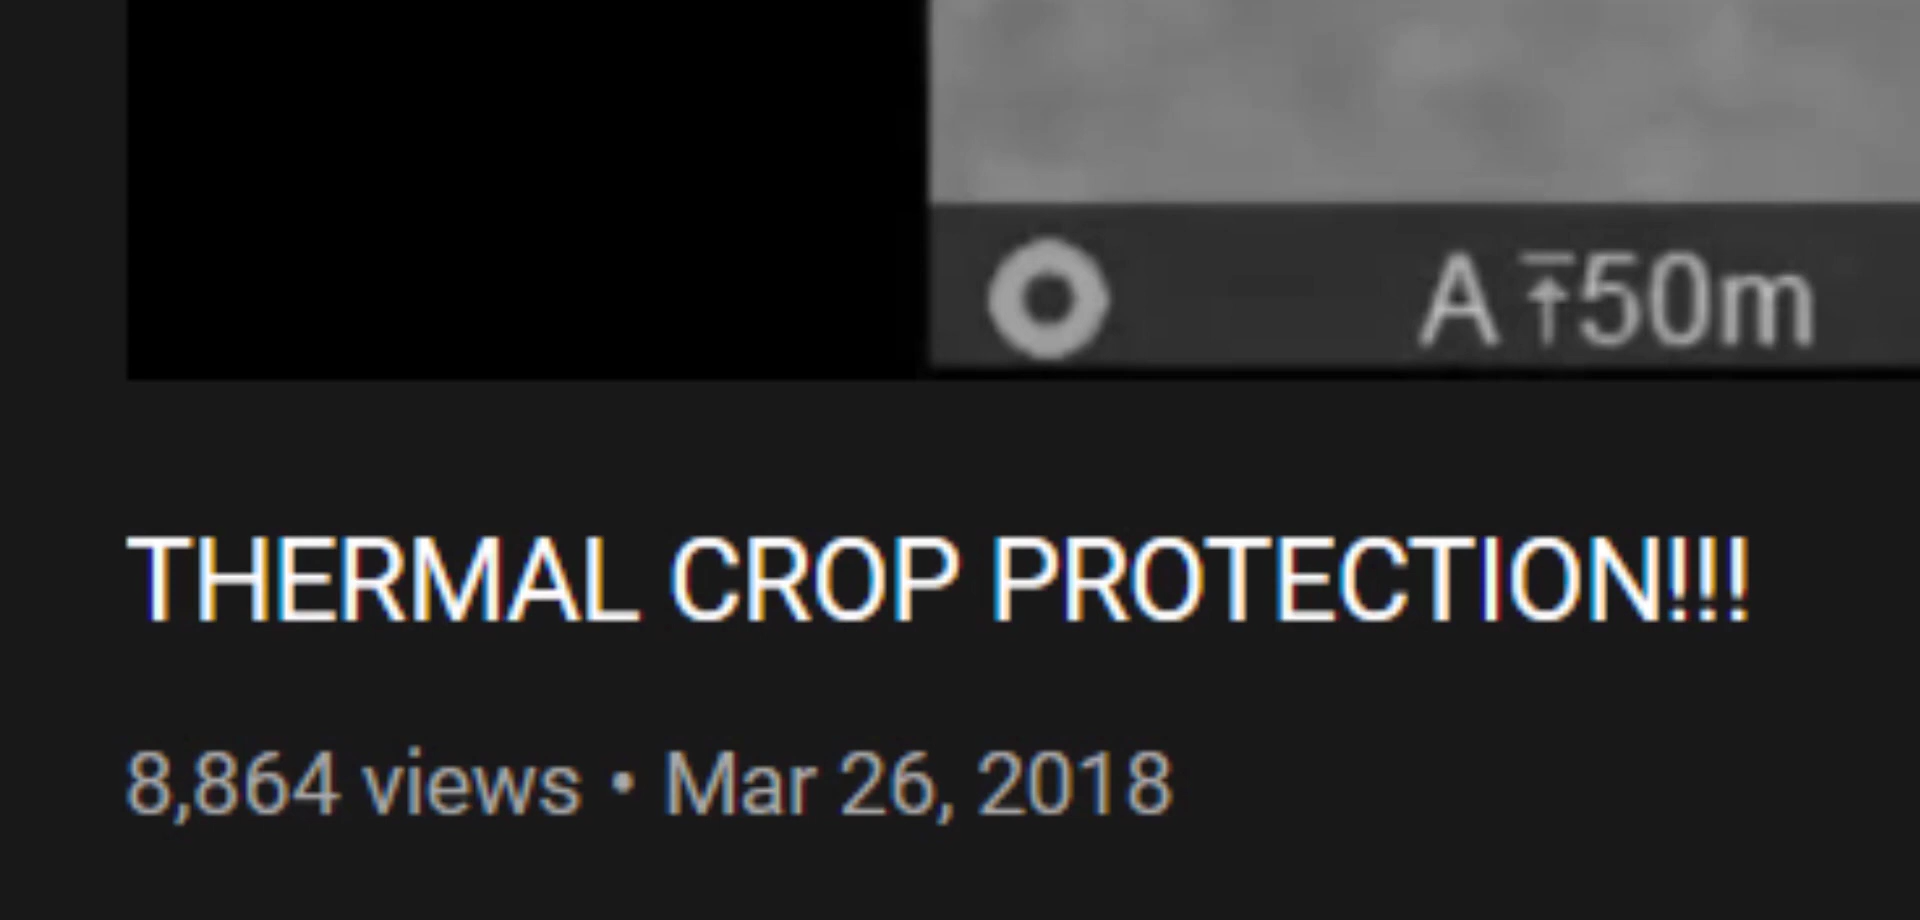 A ⤒50m
THERMAL CROP PROTECTION!!!
8,864 views • Mar 26, 2018